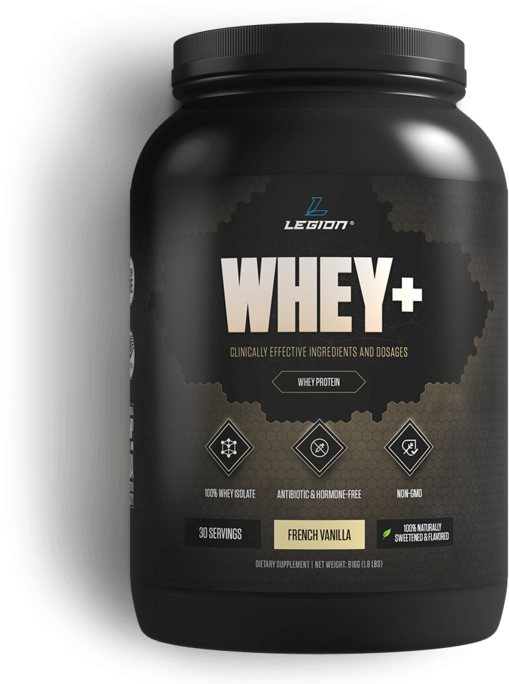 LEGION®
WHEY+
CLINICALLY EFFECTIVE INGREDIENTS AND DOSAGES
WHEY PROTEIN
100% WHEY ISOLATE
ANTIBIOTIC & HORMONE-FREE
NON-GMO
30 SERVINGS
FRENCH VANILLA
100% NATURALLY
SWEETENED & FLAVORED
DIETARY SUPPLEMENT | NET WEIGHT: 816G (1.8 LBS)